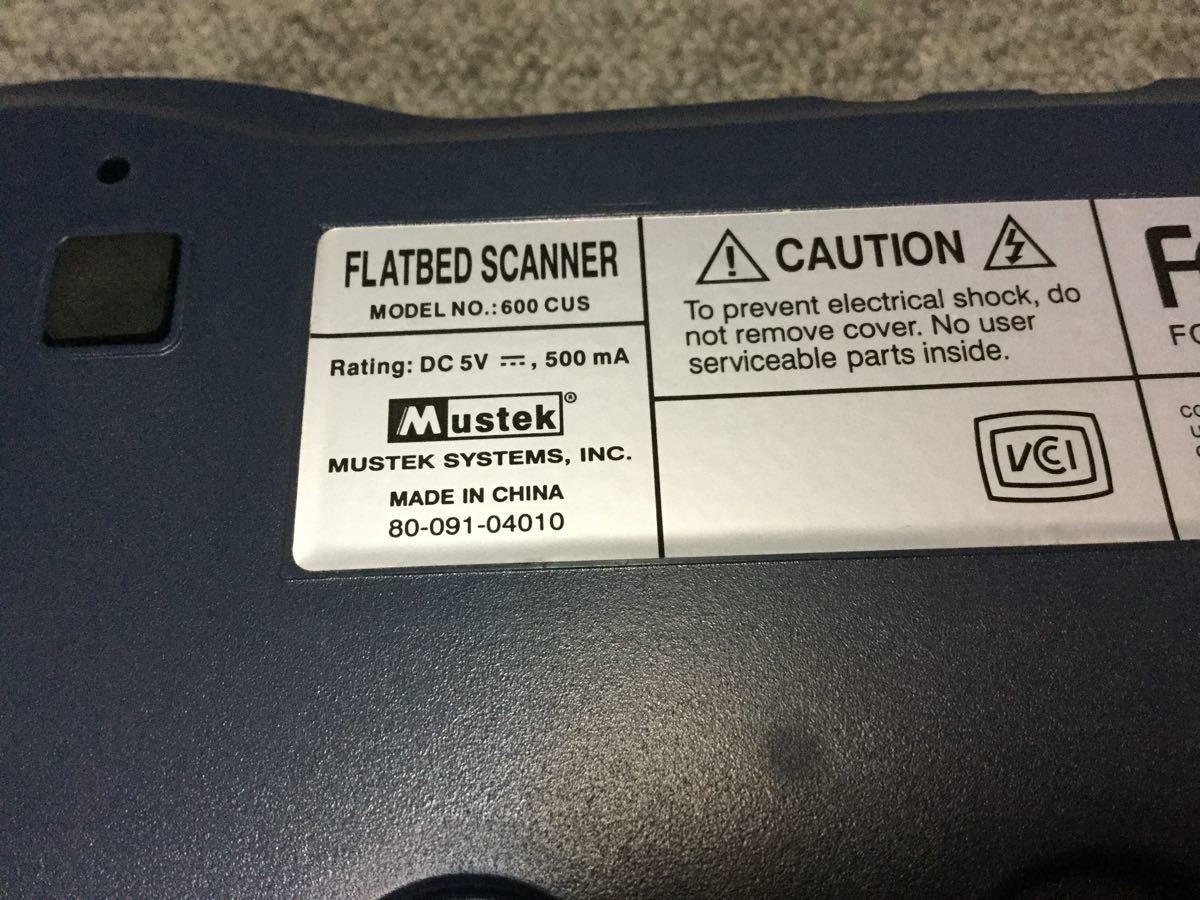 FLATBED SCANNER
MODEL NO.:600 CUS
Rating: DC 5V ⎓, 500 mA
Mustek®
MUSTEK SYSTEMS, INC.
MADE IN CHINA
80-091-04010
CAUTION
To prevent electrical shock, do
not remove cover. No user
serviceable parts inside.
VCCI